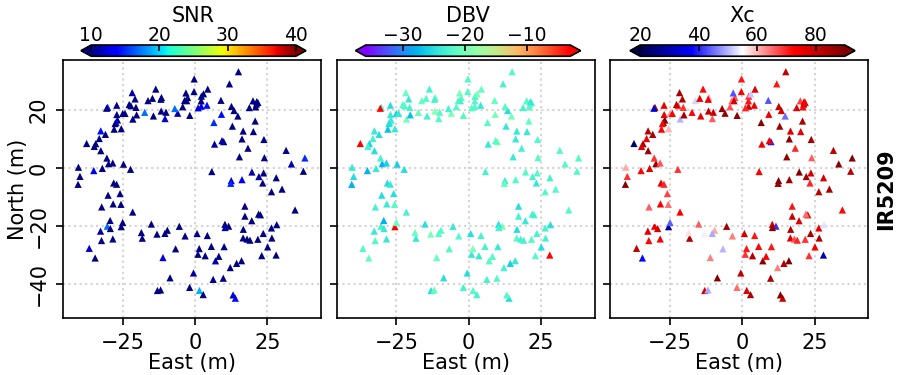 SNR DBV Xc
10 20 30 40 −30 −20 −10 20 40 60 80
North (m)
20
0
−20
−40
−25 0 25 −25 0 25 −25 0 25
East (m) East (m) East (m)
IR5209